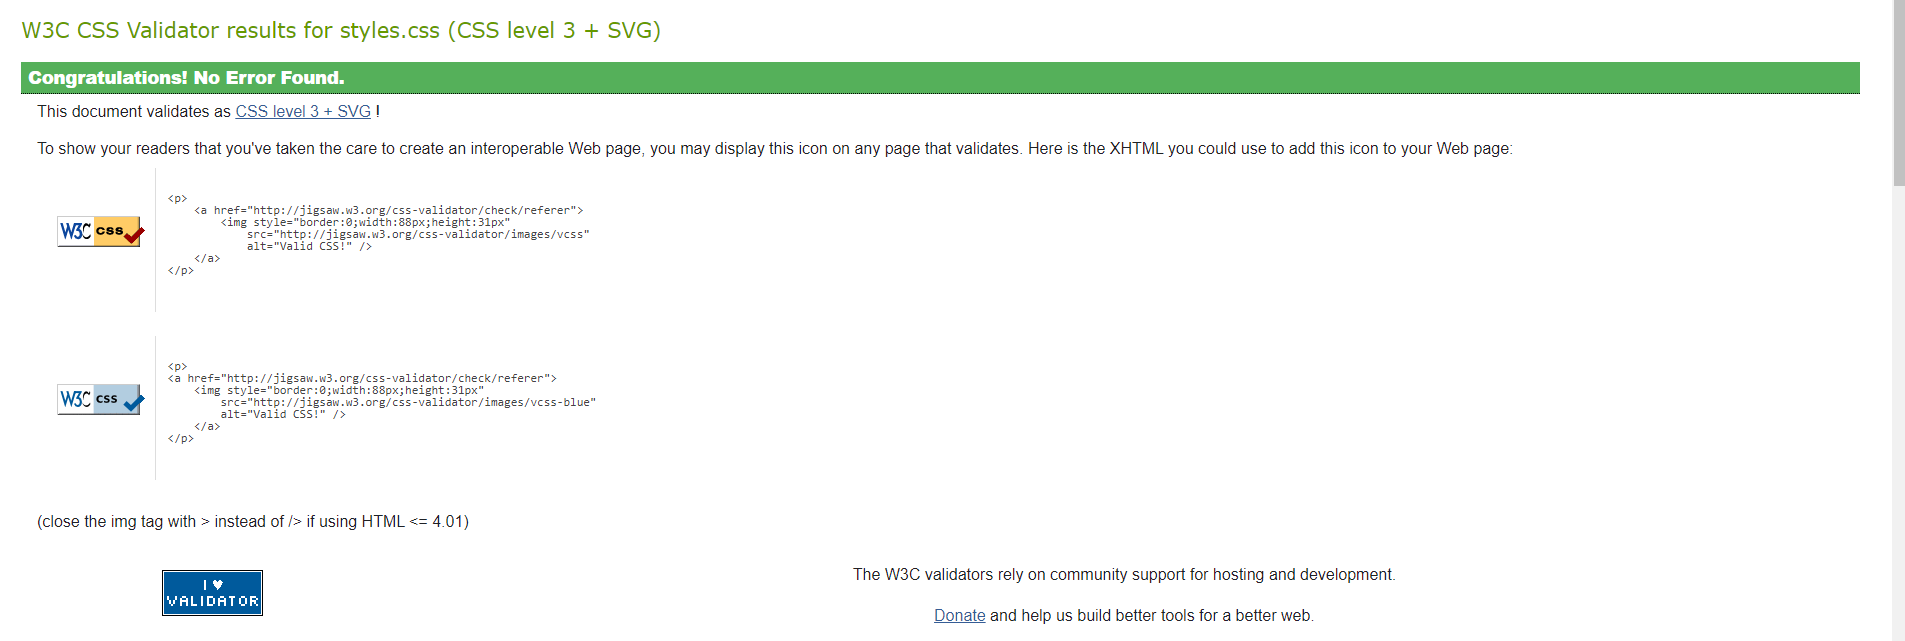 W3C CSS Validator results for styles.css (CSS level 3 + SVG)
Congratulations! No Error Found.
This document validates as CSS level 3 + SVG !
To show your readers that you've taken the care to create an interoperable Web page, you may display this icon on any page that validates. Here is the XHTML you could use to add this icon to your Web page:
W3C css
<p>
    <a href="http://jigsaw.w3.org/css-validator/check/referer">
        <img style="border:0;width:88px;height:31px"
            src="http://jigsaw.w3.org/css-validator/images/vcss"
            alt="Valid CSS!" />
    </a>
</p>
W3C css
<p>
<a href="http://jigsaw.w3.org/css-validator/check/referer">
    <img style="border:0;width:88px;height:31px"
        src="http://jigsaw.w3.org/css-validator/images/vcss-blue"
        alt="Valid CSS!" />
    </a>
</p>
(close the img tag with > instead of /> if using HTML <= 4.01)
I ♥
VALIDATOR
The W3C validators rely on community support for hosting and development.
Donate and help us build better tools for a better web.